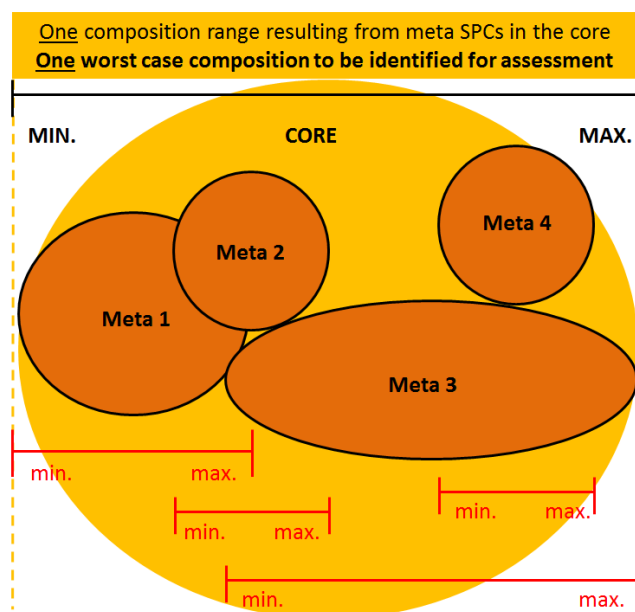 One composition range resulting from meta SPCs in the core
One worst case composition to be identified for assessment
MIN. CORE MAX.
Meta 4
Meta 2
Meta 1
Meta 3
min. max.
min. max.
min. max.
min. max.